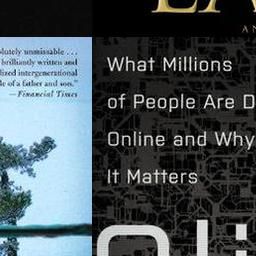 olutely unmissable . . .
brilliantly written and
lized intergenerational
le of a father and son."
— Financial Times
What Millions
of People Are D
Online and Why
It Matters